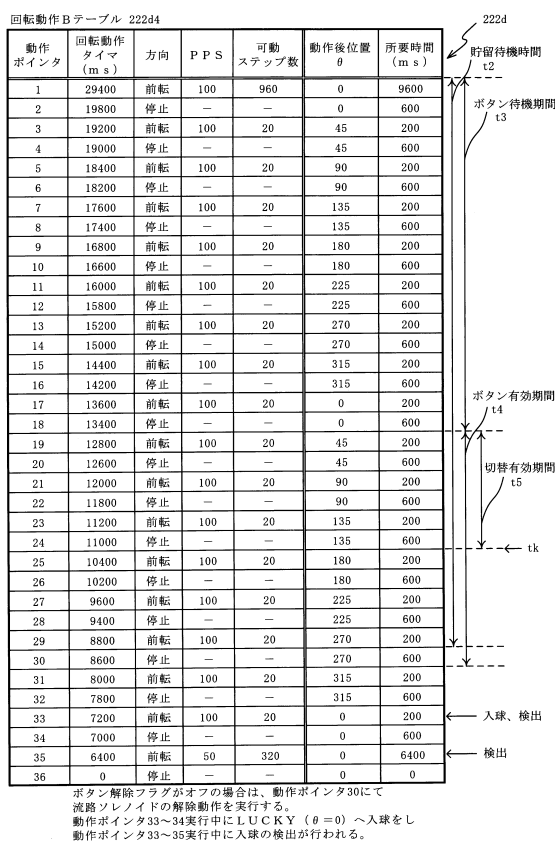 回転動作Bテーブル 222d4
222d
動作ポインタ 回転動作タイマ(ms) 方向 PPS 可動ステップ数 動作後位置θ 所要時間(ms)
1 29400 前転 100 960 0 9600
2 19800 停止 − − 0 600
3 19200 前転 100 20 45 200
4 19000 停止 − − 45 600
5 18400 前転 100 20 90 200
6 18200 停止 − − 90 600
7 17600 前転 100 20 135 200
8 17400 停止 − − 135 600
9 16800 前転 100 20 180 200
10 16600 停止 − − 180 600
11 16000 前転 100 20 225 200
12 15800 停止 − − 225 600
13 15200 前転 100 20 270 200
14 15000 停止 − − 270 600
15 14400 前転 100 20 315 200
16 14200 停止 − − 315 600
17 13600 前転 100 20 0 200
18 13400 停止 − − 0 600
19 12800 前転 100 20 45 200
20 12600 停止 − − 45 600
21 12000 前転 100 20 90 200
22 11800 停止 − − 90 600
23 11200 前転 100 20 135 200
24 11000 停止 − − 135 600
25 10400 前転 100 20 180 200
26 10200 停止 − − 180 600
27 9600 前転 100 20 225 200
28 9400 停止 − − 225 600
29 8800 前転 100 20 270 200
30 8600 停止 − − 270 600
31 8000 前転 100 20 315 200
32 7800 停止 − − 315 600
33 7200 前転 100 20 0 200
34 7000 停止 − − 0 600
35 6400 前転 50 320 0 6400
36 0 停止 − − 0 0
貯留待機時間
t2
ボタン待機期間
t3
ボタン有効期間
t4
切替有効期間
t5
tk
入球、検出
検出
ボタン解除フラグがオフの場合は、動作ポインタ30にて
流路ソレノイドの解除動作を実行する。
動作ポインタ33〜34実行中にLUCKY(θ=0)へ入球をし
動作ポインタ33〜35実行中に入球の検出が行われる。